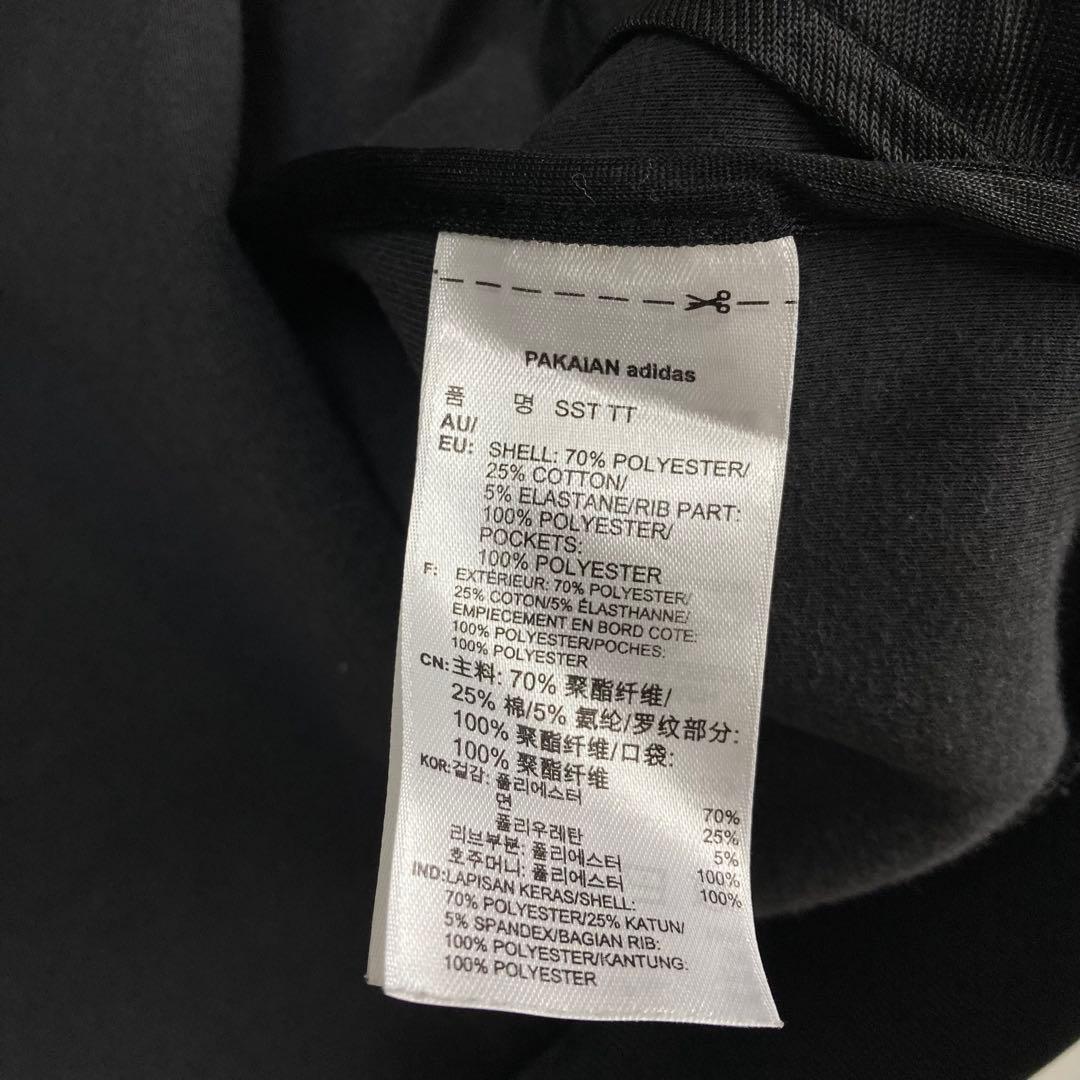 PAKAIAN adidas
품 명 SST TT
AU/
EU: SHELL: 70% POLYESTER/
25% COTTON/
5% ELASTANE/RIB PART:
100% POLYESTER/
POCKETS:
100% POLYESTER
F: EXTÉRIEUR: 70% POLYESTER/
25% COTON/5% ÉLASTHANNE/
EMPIECEMENT EN BORD COTE:
100% POLYESTER/POCHES:
100% POLYESTER
CN:主料: 70% 聚酯纤维/
25% 棉/5% 氨纶/罗纹部分:
100% 聚酯纤维/口袋:
100% 聚酯纤维
KOR:겉감: 폴리에스터 70%
면 25%
폴리우레탄 5%
리브부분: 폴리에스터 100%
호주머니: 폴리에스터 100%
IND:LAPISAN KERAS/SHELL:
70% POLYESTER/25% KATUN/
5% SPANDEX/BAGIAN RIB:
100% POLYESTER/KANTUNG:
100% POLYESTER